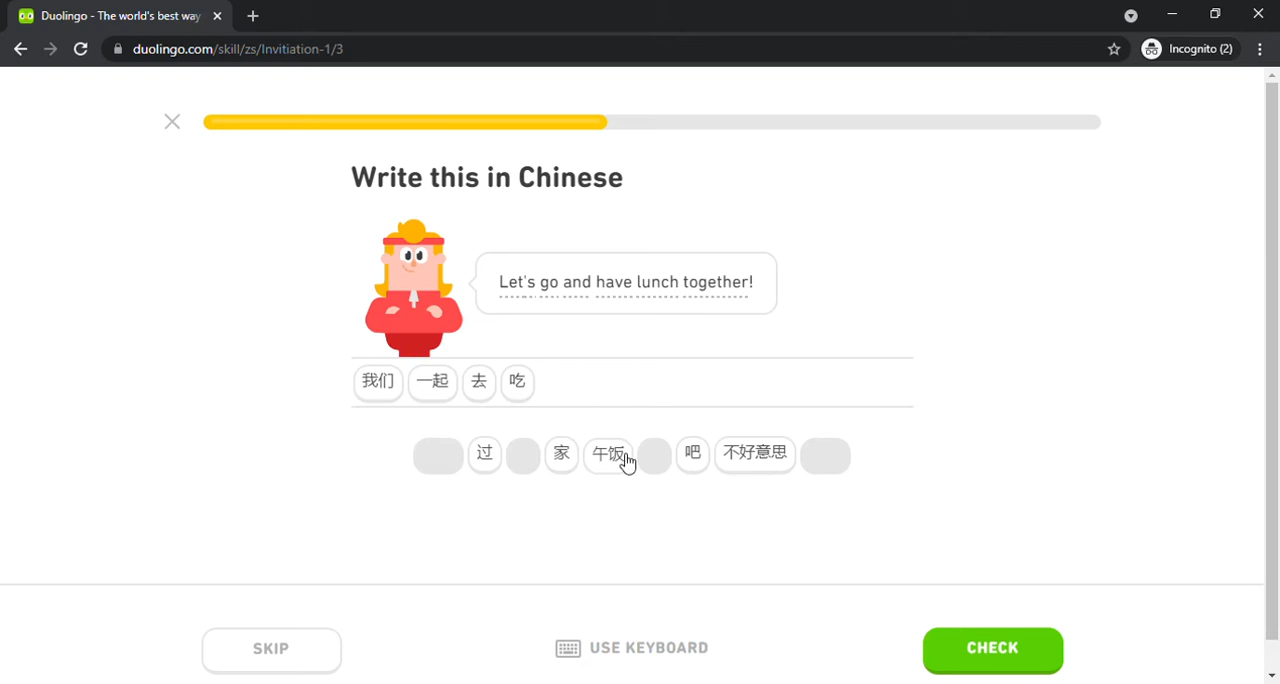 Duolingo - The world's best way
duolingo.com/skill/zs/Invitiation-1/3
Incognito (2)
Write this in Chinese
Let's go and have lunch together!
我们 一起 去 吃
过 家 午饭 吧 不好意思
SKIP
USE KEYBOARD
CHECK